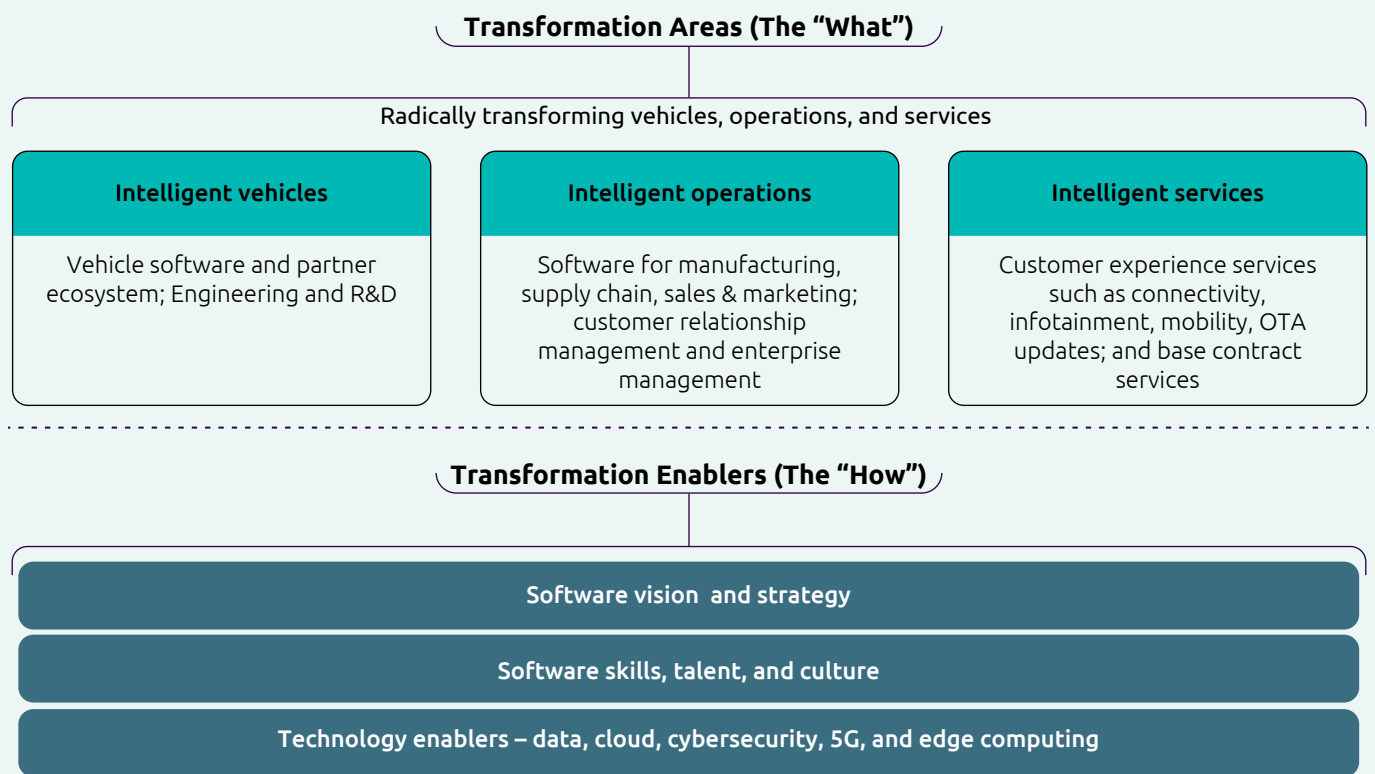 Transformation Areas (The “What”)
Radically transforming vehicles, operations, and services
Intelligent vehicles
Vehicle software and partner
ecosystem; Engineering and R&D
Intelligent operations
Software for manufacturing,
supply chain, sales & marketing;
customer relationship
management and enterprise
management
Intelligent services
Customer experience services
such as connectivity,
infotainment, mobility, OTA
updates; and base contract
services
Transformation Enablers (The “How”)
Software vision and strategy
Software skills, talent, and culture
Technology enablers – data, cloud, cybersecurity, 5G, and edge computing